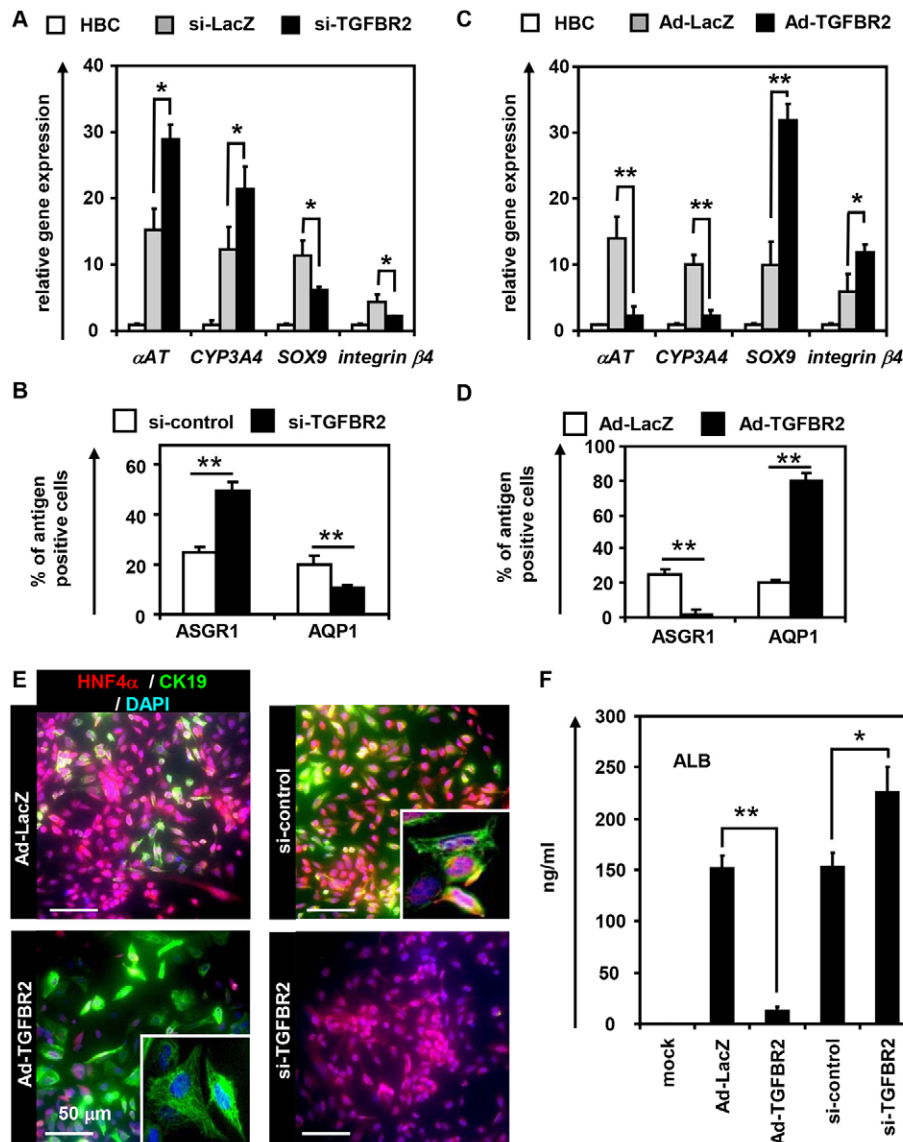 A
HBC si-LacZ si-TGFBR2
relative gene expression
40
30
20
10
0
* * * *
αAT CYP3A4 SOX9 integrin β4
C
HBC Ad-LacZ Ad-TGFBR2
relative gene expression
40
30
20
10
0
** ** ** *
αAT CYP3A4 SOX9 integrin β4
B
si-control si-TGFBR2
% of antigen
positive cells
60
40
20
0
** **
ASGR1 AQP1
D
Ad-LacZ Ad-TGFBR2
% of antigen
positive cells
100
80
60
40
20
0
** **
ASGR1 AQP1
E
HNF4α / CK19
/ DAPI
Ad-LacZ
si-control
Ad-TGFBR2
50 μm
si-TGFBR2
F
ng/ml
300
250
200
150
100
50
0
ALB
** *
mock
Ad-LacZ
Ad-TGFBR2
si-control
si-TGFBR2